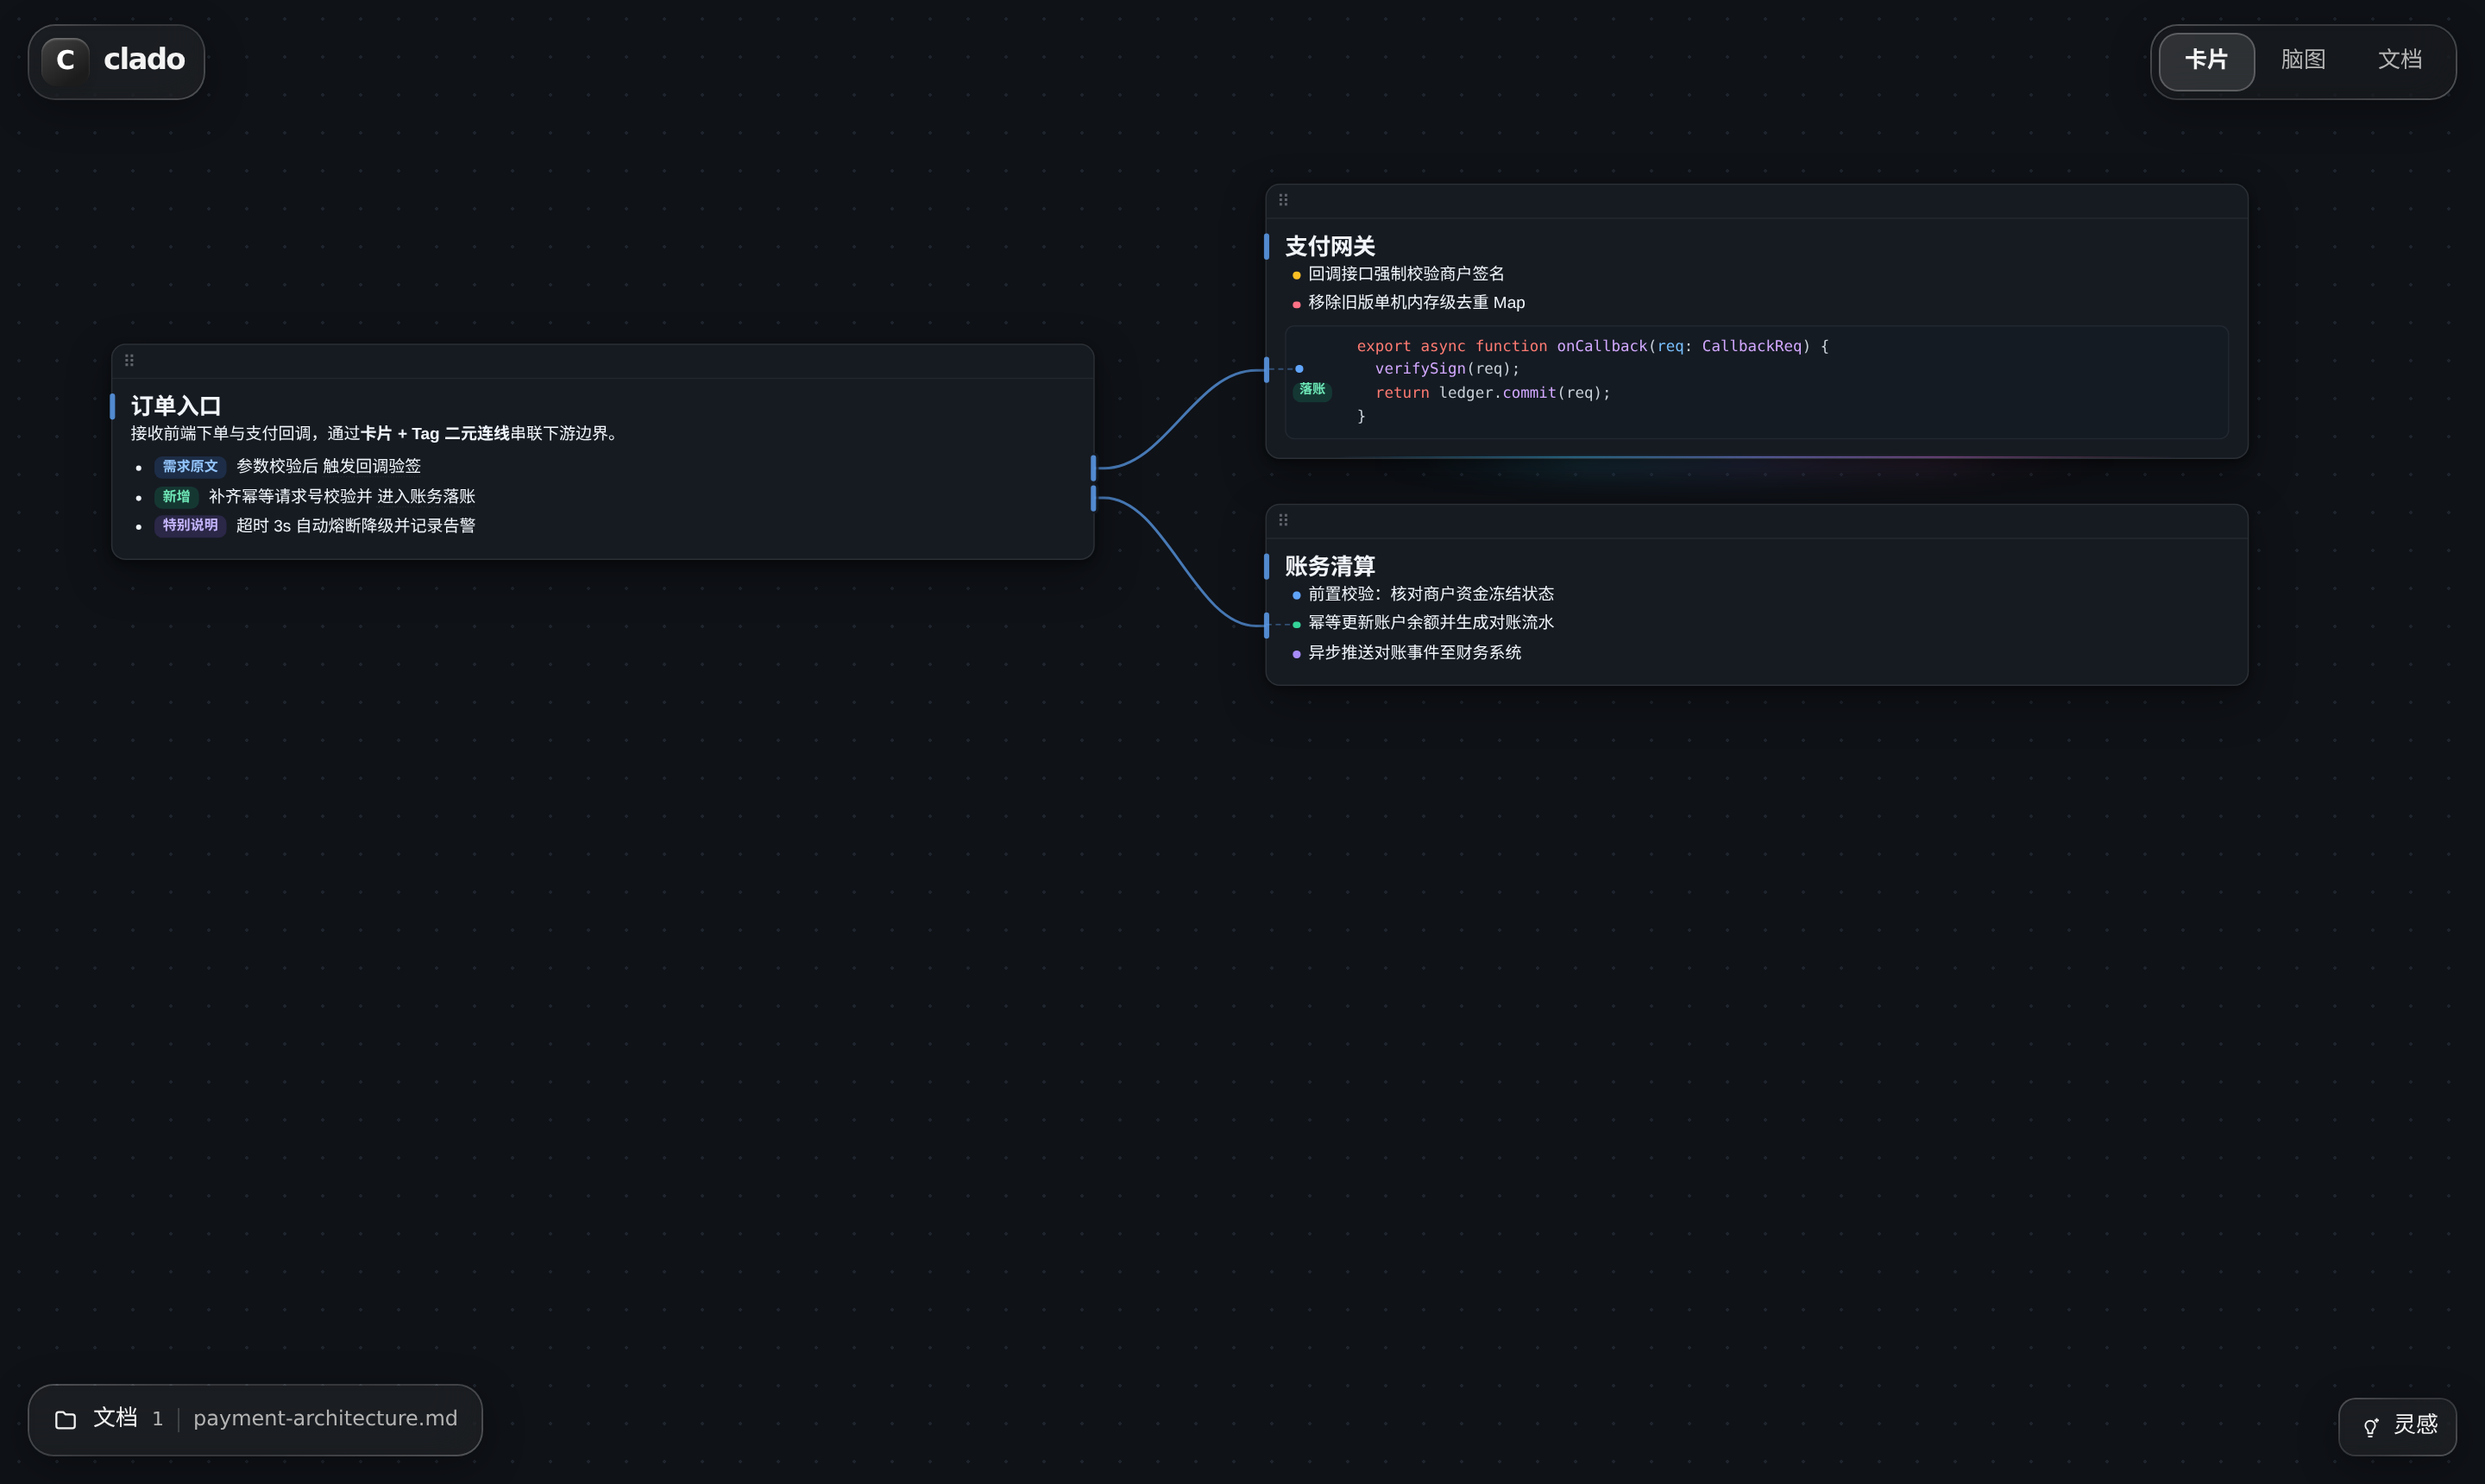 C clado
卡片 脑图 文档
支付网关
回调接口强制校验商户签名
移除旧版单机内存级去重 Map
export async function onCallback(req: CallbackReq) {
verifySign(req);
落账 return ledger.commit(req);
}
订单入口
接收前端下单与支付回调，通过卡片 + Tag 二元连线串联下游边界。
需求原文 参数校验后 触发回调验签
新增 补齐幂等请求号校验并 进入账务落账
特别说明 超时 3s 自动熔断降级并记录告警
账务清算
前置校验：核对商户资金冻结状态
幂等更新账户余额并生成对账流水
异步推送对账事件至财务系统
文档 1 payment-architecture.md
灵感